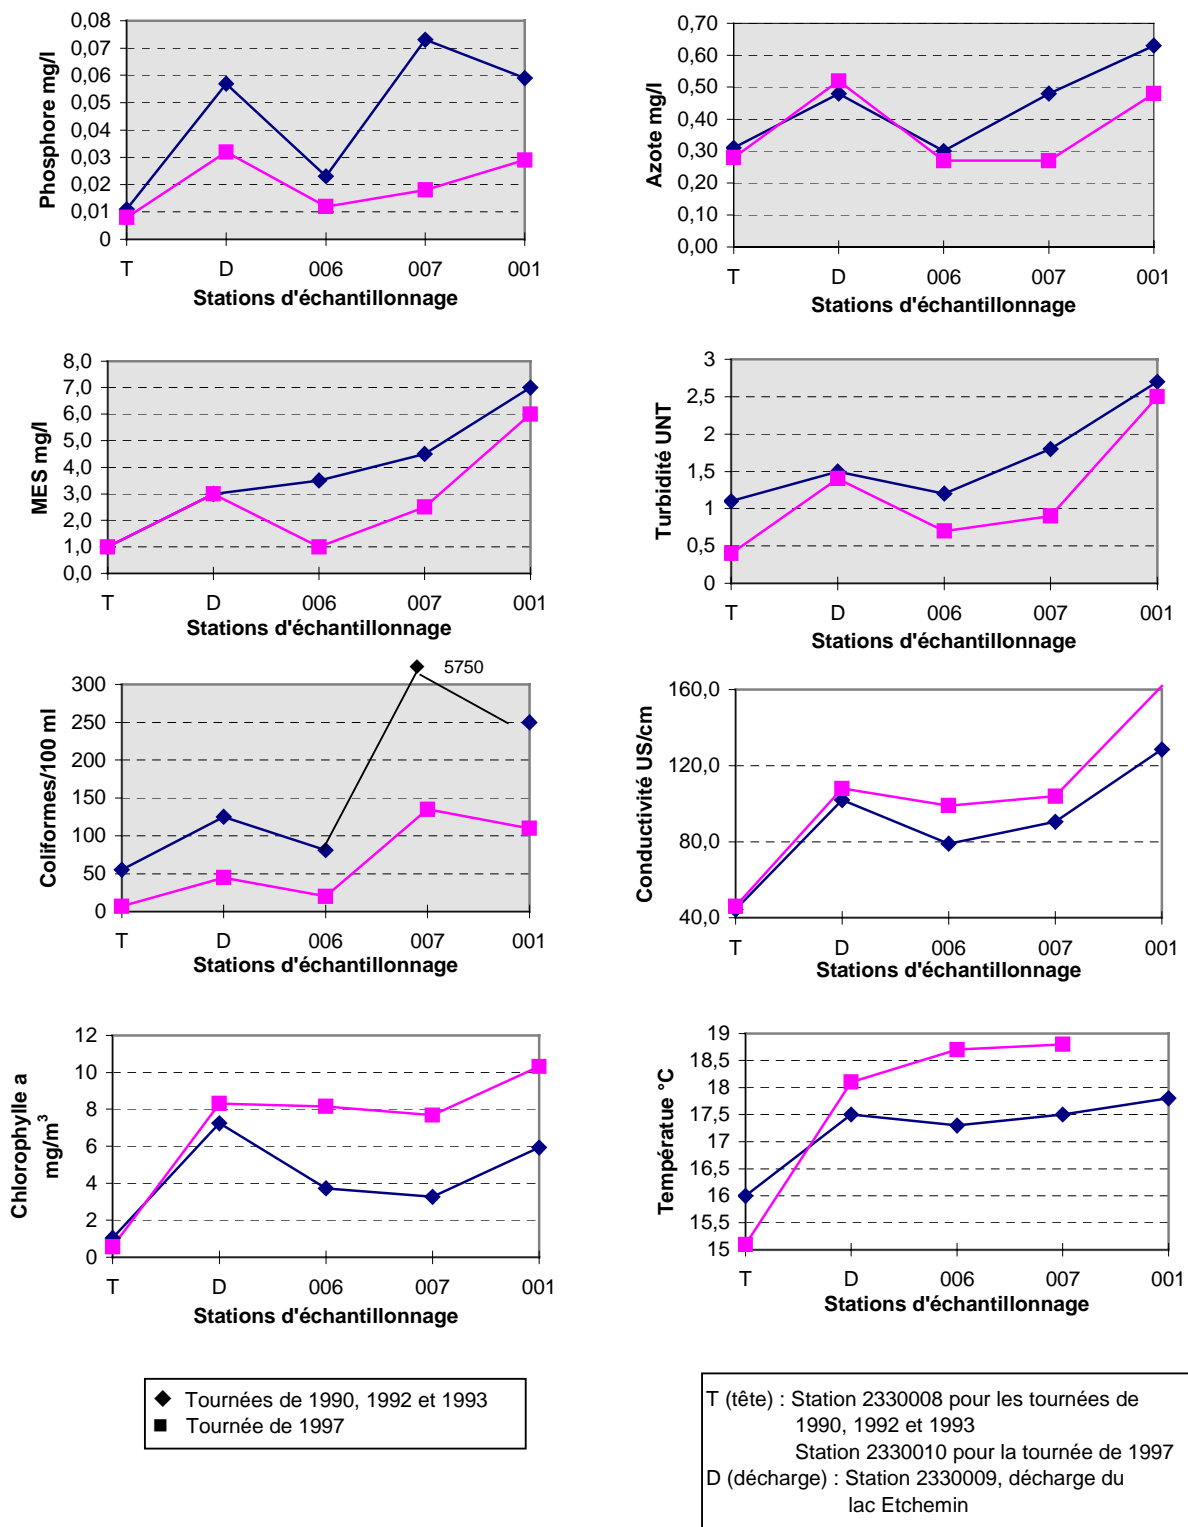 0,08
0,07
0,06
0,05
0,04
0,03
0,02
0,01
0
Phosphore mg/l
T D 006 007 001
Stations d'échantillonnage
0,70
0,60
0,50
0,40
0,30
0,20
0,10
0,00
Azote mg/l
T D 006 007 001
Stations d'échantillonnage
8,0
7,0
6,0
5,0
4,0
3,0
2,0
1,0
0,0
MES mg/l
T D 006 007 001
Stations d'échantillonnage
3
2,5
2
1,5
1
0,5
0
Turbidité UNT
T D 006 007 001
Stations d'échantillonnage
5750
300
250
200
150
100
50
0
Coliformes/100 ml
T D 006 007 001
Stations d'échantillonnage
160,0
120,0
80,0
40,0
Conductivité US/cm
T D 006 007 001
Stations d'échantillonnage
12
10
8
6
4
2
0
Chlorophylle a
mg/m³
T D 006 007 001
Stations d'échantillonnage
19
18,5
18
17,5
17
16,5
16
15,5
15
Températue °C
T D 006 007 001
Stations d'échantillonnage
Tournées de 1990, 1992 et 1993
Tournée de 1997
T (tête) : Station 2330008 pour les tournées de
1990, 1992 et 1993
Station 2330010 pour la tournée de 1997
D (décharge) : Station 2330009, décharge du
lac Etchemin